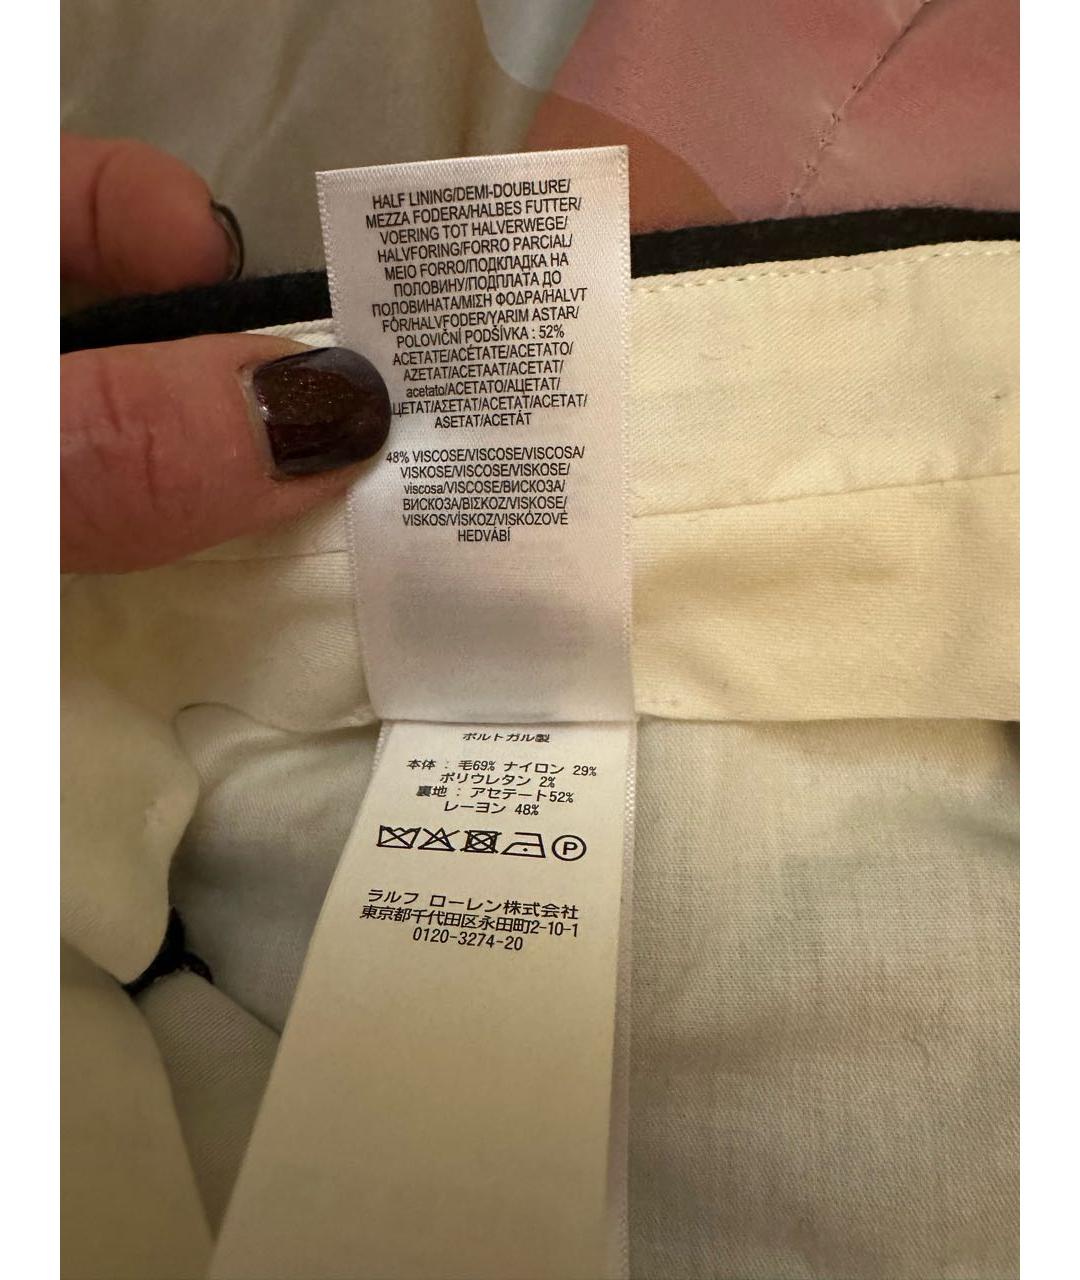 HALF LINING/DEMI-DOUBLURE/
MEZZA FODERA/HALBES FUTTER/
VOERING TOT HALVERWEGE/
HALVFORING/FORRO PARCIAL/
MEIO FORRO/ПОДКЛАДКА НА
ПОЛОВИНУ/ПОДПЛАТА ДО
ПОЛОВИНАТА/ΜΙΣΗ ΦΟΔΡΑ/HALVT
FÔR/HALVFODER/YARIM ASTAR/
POLOVIČNÍ PODŠÍVKA : 52%
ACETATE/ACÉTATE/ACETATO/
AZETAT/ACETAAT/ACETAT/
acetato/ACETATO/АЦЕТАТ/
ЦЕТАТ/ΑΣΕΤΑΤ/ACETAT/ACETAT/
ASETAT/ACETÁT
48% VISCOSE/VISCOSE/VISCOSA/
VISKOSE/VISCOSE/VISKOSE/
viscosa/VISCOSE/ВИСКОЗА/
ВИСКОЗА/ΒΙΣΚΟΖ/VISKOSE/
VISKOS/VİSKOZ/VISKÓZOVÉ
HEDVÁBÍ
ポルトガル製
本体 : 毛69% ナイロン 29%
ポリウレタン 2%
裏地 : アセテート52%
レーヨン 48%
P
ラルフ ローレン株式会社
東京都千代田区永田町2-10-1
0120-3274-20